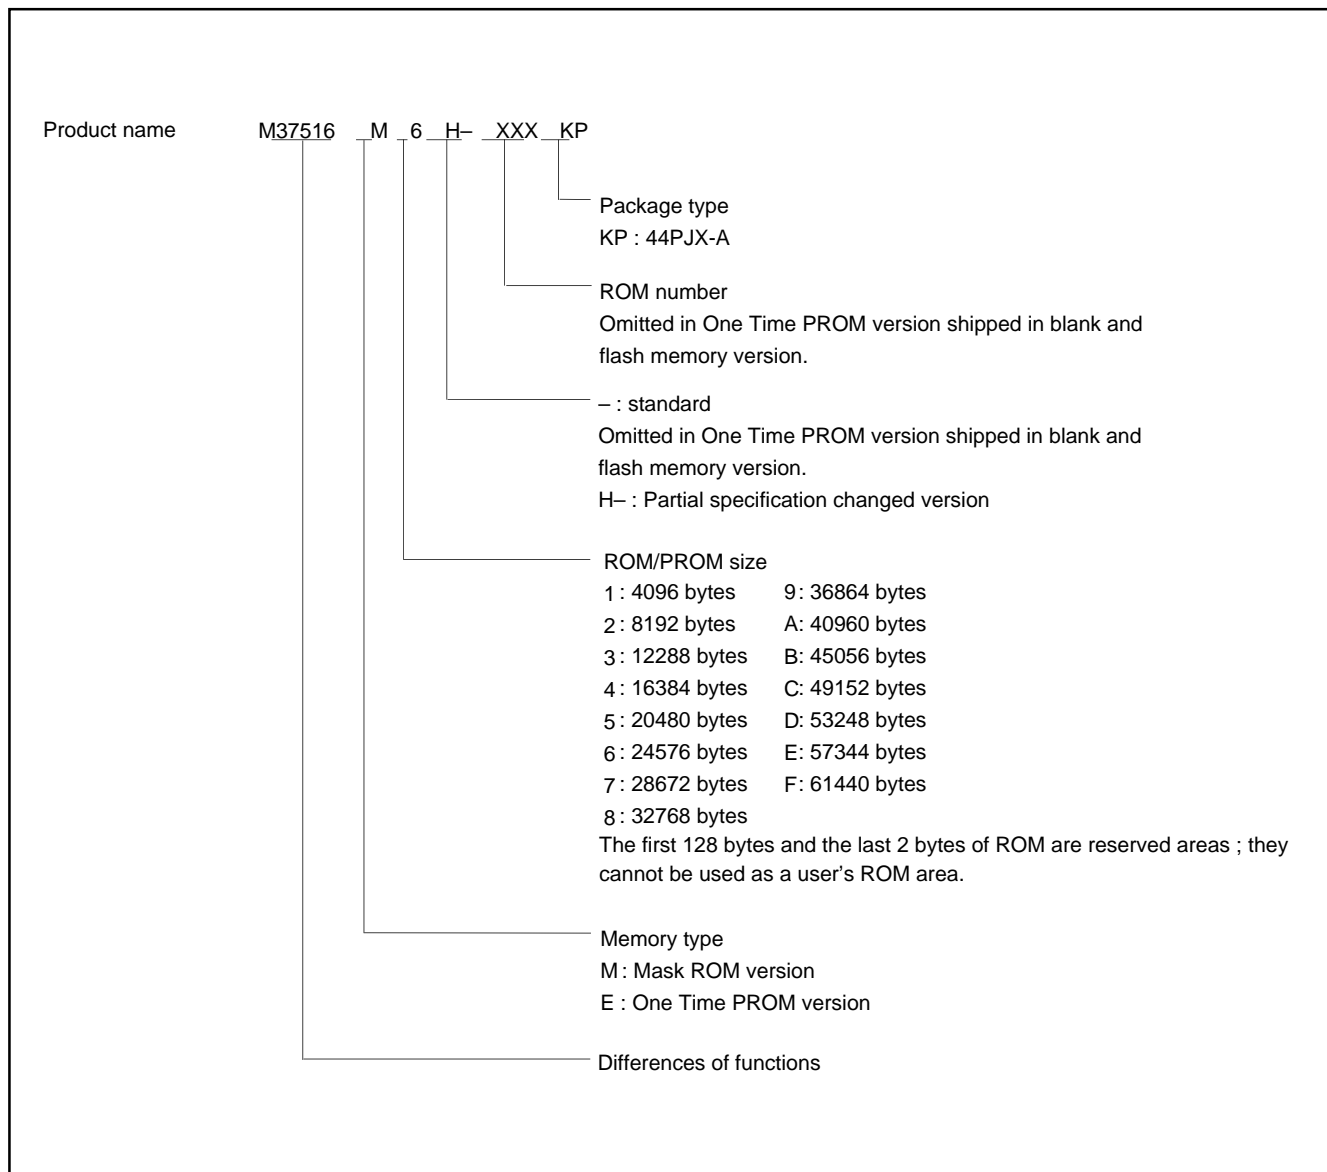 Product name M37516 M 6 H– XXX KP
Package type
KP : 44PJX-A
ROM number
Omitted in One Time PROM version shipped in blank and
flash memory version.
– : standard
Omitted in One Time PROM version shipped in blank and
flash memory version.
H– : Partial specification changed version
ROM/PROM size
1 : 4096 bytes 9 : 36864 bytes
2 : 8192 bytes A: 40960 bytes
3 : 12288 bytes B: 45056 bytes
4 : 16384 bytes C: 49152 bytes
5 : 20480 bytes D: 53248 bytes
6 : 24576 bytes E: 57344 bytes
7 : 28672 bytes F: 61440 bytes
8 : 32768 bytes
The first 128 bytes and the last 2 bytes of ROM are reserved areas ; they
cannot be used as a user’s ROM area.
Memory type
M : Mask ROM version
E : One Time PROM version
Differences of functions